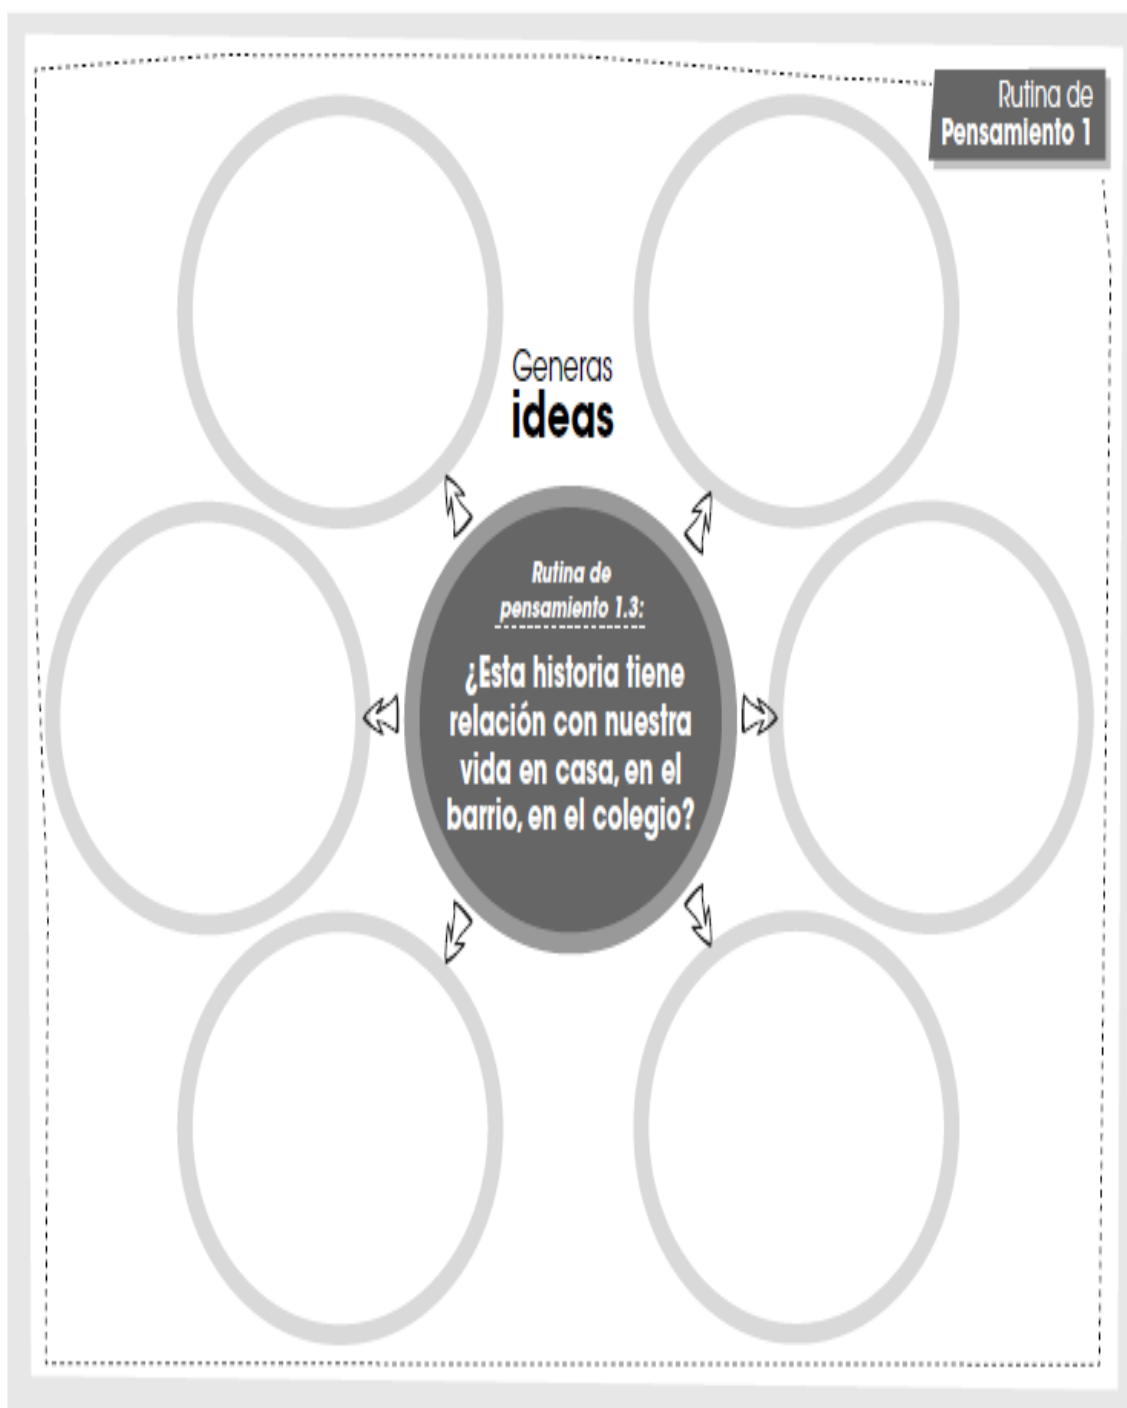 Rutina de
Pensamiento 1
Generas
ideas
Rutina de
pensamiento 1.3:
¿Esta historia tiene
relación con nuestra
vida en casa, en el
barrio, en el colegio?